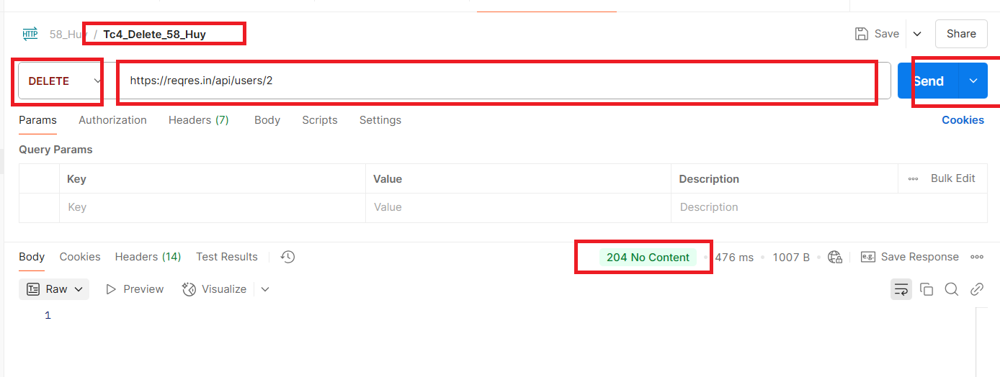 HTTP 58_Huy / Tc4_Delete_58_Huy Save Share
DELETE https://reqres.in/api/users/2 Send
Params Authorization Headers (7) Body Scripts Settings Cookies
Query Params
Key Value Description Bulk Edit
Key Value Description
Body Cookies Headers (14) Test Results 204 No Content 476 ms 1007 B e.g. Save Response
Raw Preview Visualize
1